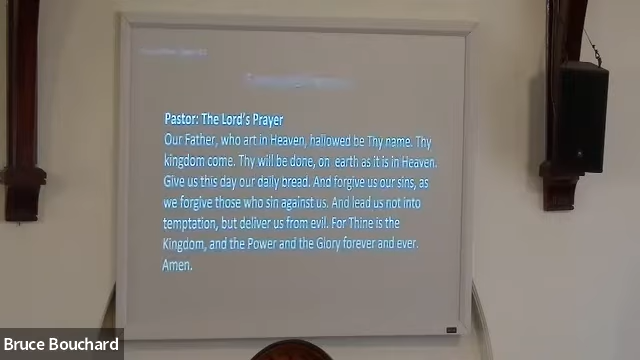 Pastor: The Lord's Prayer
Our Father, who art in Heaven, hallowed be Thy name. Thy
kingdom come. Thy will be done, on earth as it is in Heaven.
Give us this day our daily bread. And forgive us our sins, as
we forgive those who sin against us. And lead us not into
temptation, but deliver us from evil. For Thine is the
Kingdom, and the Power and the Glory forever and ever.
Amen.
Bruce Bouchard